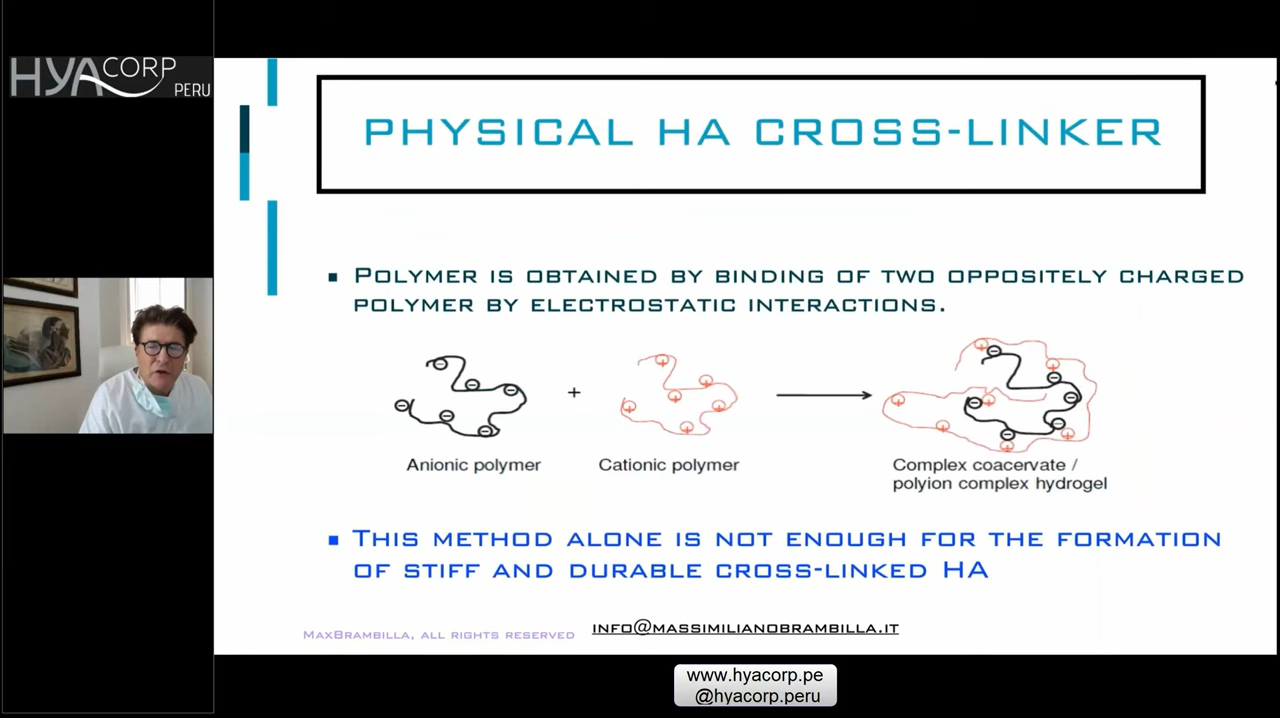 HYACORP
PERU
PHYSICAL HA CROSS-LINKER
▪ POLYMER IS OBTAINED BY BINDING OF TWO OPPOSITELY CHARGED
POLYMER BY ELECTROSTATIC INTERACTIONS.
+
Anionic polymer
Cationic polymer
Complex coacervate /
polyion complex hydrogel
▪ THIS METHOD ALONE IS NOT ENOUGH FOR THE FORMATION
OF STIFF AND DURABLE CROSS-LINKED HA
MAXBRAMBILLA, ALL RIGHTS RESERVED
INFO@MASSIMILIANOBRAMBILLA.IT
www.hyacorp.pe
@hyacorp.peru